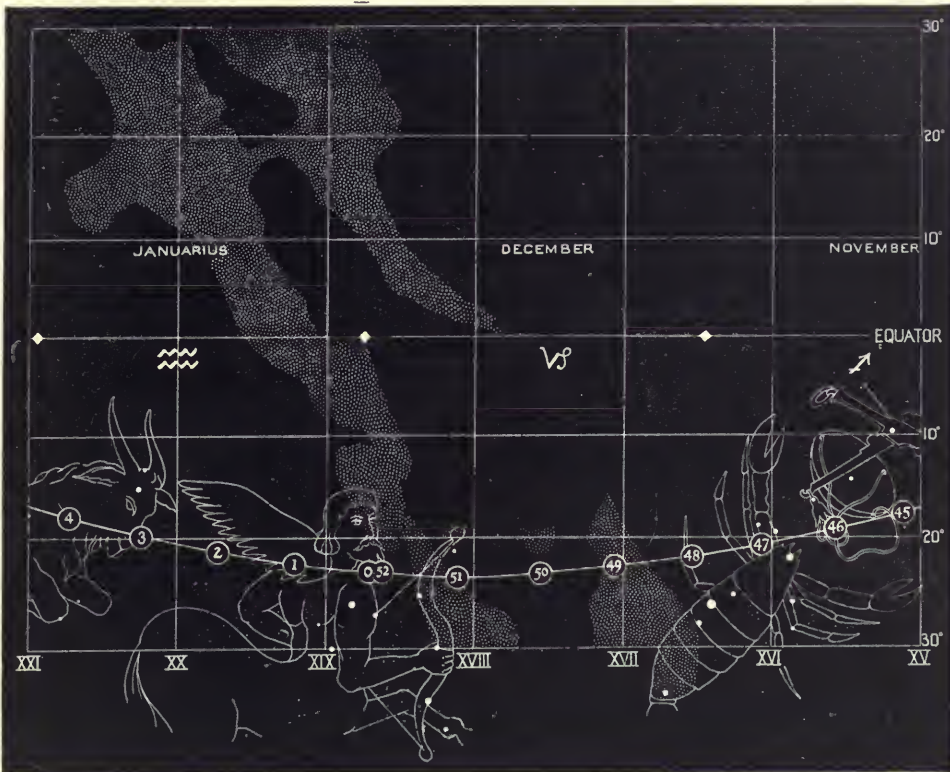 30°
20°
10°
JANUARIUS DECEMBER NOVEMBER
EQUATOR
10°
4 3 2 1 0 52 51 50 49 48 47 46 45
20°
30°
XXI XX XIX XVIII XVII XVI XV